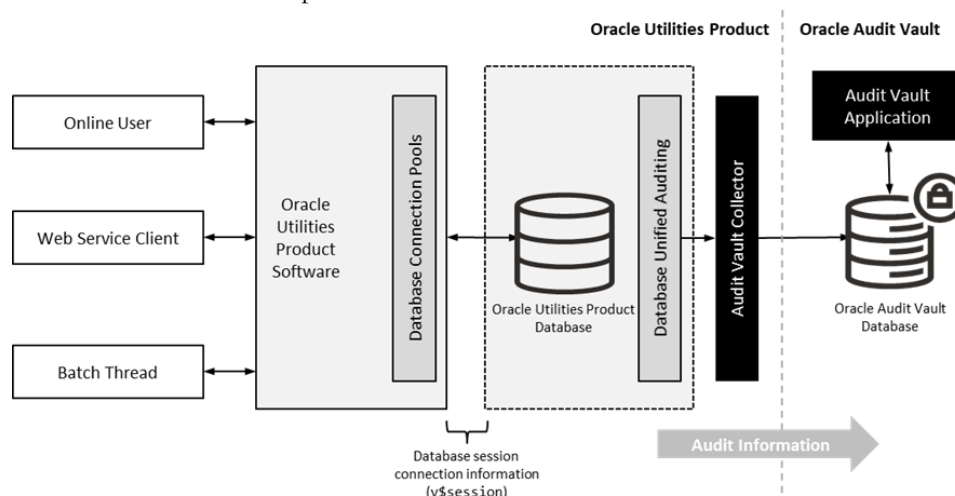 Oracle Utilities Product
Oracle Audit Vault
Online User
Web Service Client
Batch Thread
Oracle
Utilities
Product
Software
Database Connection Pools
Oracle Utilities Product
Database
Database Unified Auditing
Audit Vault Collector
Audit Vault
Application
Oracle Audit Vault
Database
Audit Information
Database session
connection information
(v$session)